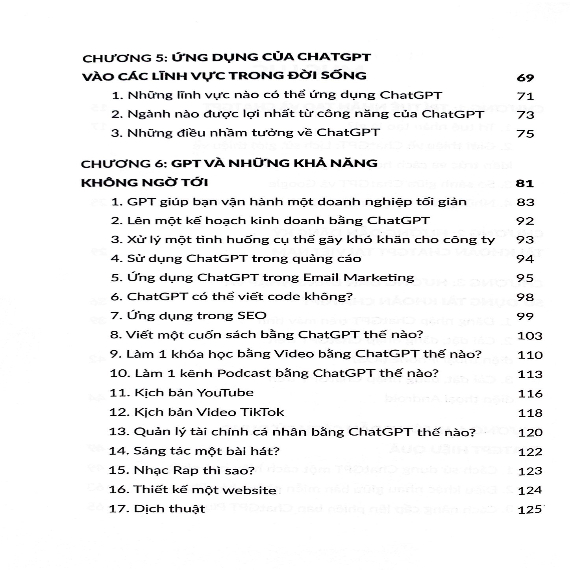 CHƯƠNG 5: ỨNG DỤNG CỦA CHATGPT
VÀO CÁC LĨNH VỰC TRONG ĐỜI SỐNG 69
1. Những lĩnh vực nào có thể ứng dụng ChatGPT 71
2. Ngành nào được lợi nhất từ công năng của ChatGPT 73
3. Những điều nhầm tưởng về ChatGPT 75
CHƯƠNG 6: GPT VÀ NHỮNG KHẢ NĂNG
KHÔNG NGỜ TỚI 81
1. GPT giúp bạn vận hành một doanh nghiệp tối giản 83
2. Lên một kế hoạch kinh doanh bằng ChatGPT 92
3. Xử lý một tình huống cụ thể gây khó khăn cho công ty 93
4. Sử dụng ChatGPT trong quảng cáo 94
5. Ứng dụng ChatGPT trong Email Marketing 95
6. ChatGPT có thể viết code không? 98
7. Ứng dụng trong SEO 99
8. Viết một cuốn sách bằng ChatGPT thế nào? 103
9. Làm 1 khóa học bằng Video bằng ChatGPT thế nào? 110
10. Làm 1 kênh Podcast bằng ChatGPT thế nào? 113
11. Kịch bản YouTube 116
12. Kịch bản Video TikTok 118
13. Quản lý tài chính cá nhân bằng ChatGPT thế nào? 120
14. Sáng tác một bài hát? 122
15. Nhạc Rap thì sao? 123
16. Thiết kế một website 124
17. Dịch thuật 125